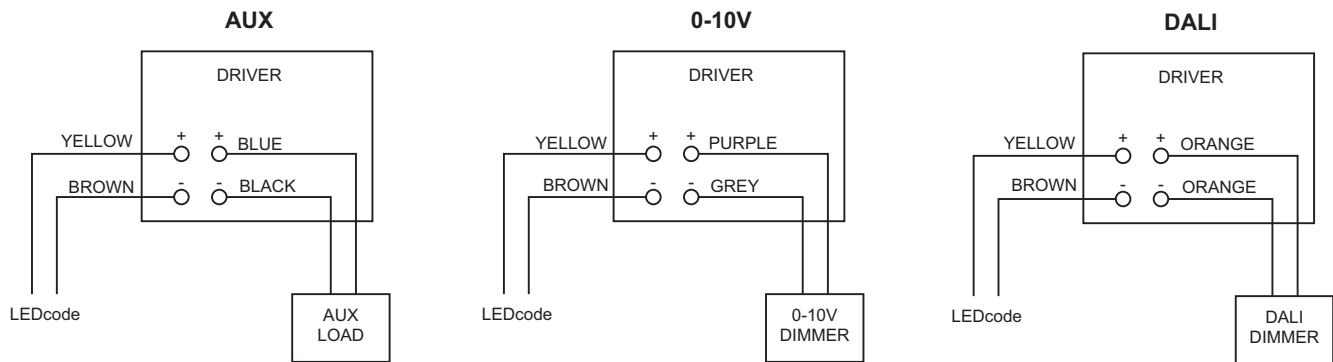 AUX
DRIVER
YELLOW + + BLUE
BROWN - - BLACK
LEDcode
AUX
LOAD
0-10V
DRIVER
YELLOW + + PURPLE
BROWN - - GREY
LEDcode
0-10V
DIMMER
DALI
DRIVER
YELLOW + + ORANGE
BROWN - - ORANGE
LEDcode
DALI
DIMMER